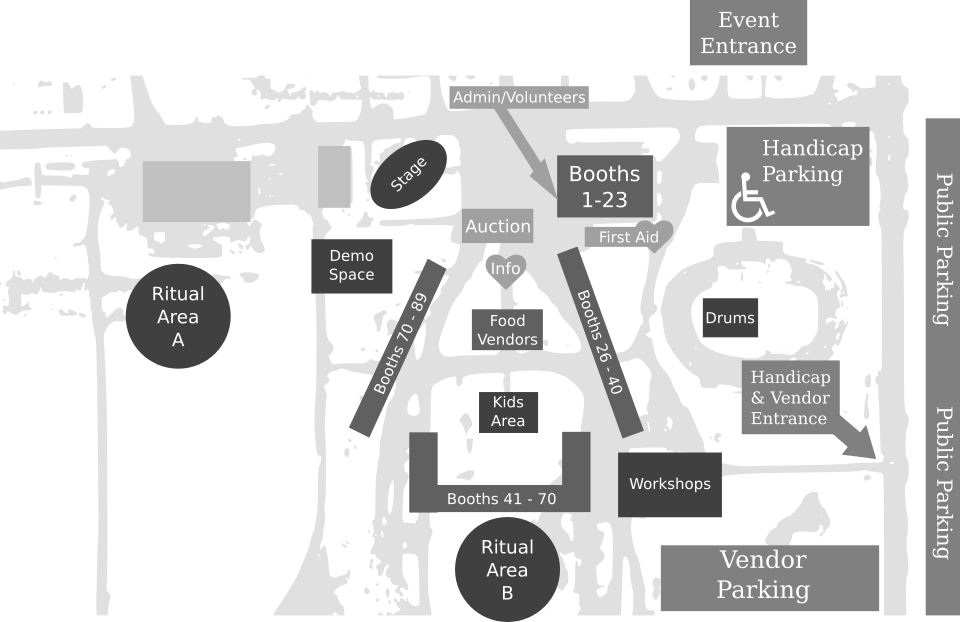 Event
Entrance
Admin/Volunteers
Handicap
Parking
Stage
Booths
1-23
Public Parking
Auction
First Aid
Demo
Space
Info
Ritual
Area
A
Booths 70 - 89
Food
Vendors
Booths 26 - 40
Drums
Handicap
& Vendor
Entrance
Kids
Area
Public Parking
Workshops
Booths 41 - 70
Ritual
Area
B
Vendor
Parking